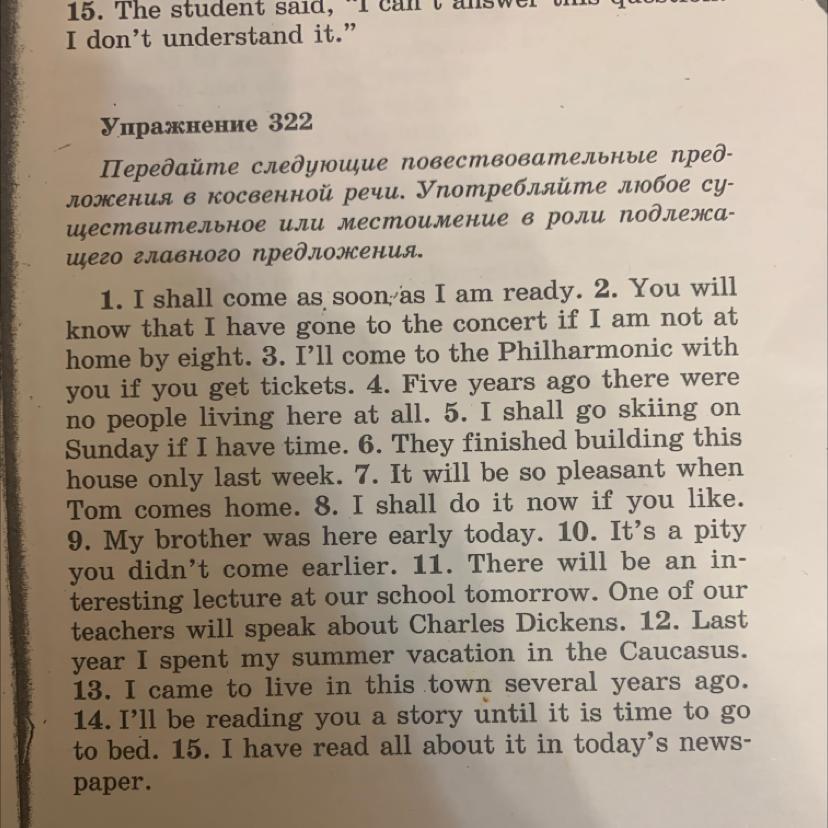 15. The student said, "I can't answer this question.
I don't understand it."
Упражнение 322
Передайте следующие повествовательные пред-
ложения в косвенной речи. Употребляйте любое су-
ществительное или местоимение в роли подлежа-
щего главного предложения.
1. I shall come as soon as I am ready. 2. You will
know that I have gone to the concert if I am not at
home by eight. 3. I'll come to the Philharmonic with
you if you get tickets. 4. Five years ago there were
no people living here at all. 5. I shall go skiing on
Sunday if I have time. 6. They finished building this
house only last week. 7. It will be so pleasant when
Tom comes home. 8. I shall do it now if you like.
9. My brother was here early today. 10. It's a pity
you didn't come earlier. 11. There will be an in-
teresting lecture at our school tomorrow. One of our
teachers will speak about Charles Dickens. 12. Last
year I spent my summer vacation in the Caucasus.
13. I came to live in this town several years ago.
14. I'll be reading you a story until it is time to go
to bed. 15. I have read all about it in today's news-
paper.